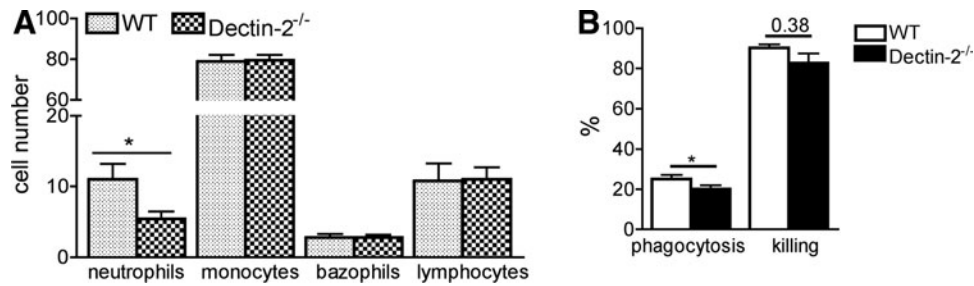 A WT Dectin-2-/-
cell number
100
80
60
20
10
0
*
neutrophils monocytes bazophils lymphocytes
B WT
Dectin-2-/-
%
100
80
60
40
20
0
0.38
*
phagocytosis killing